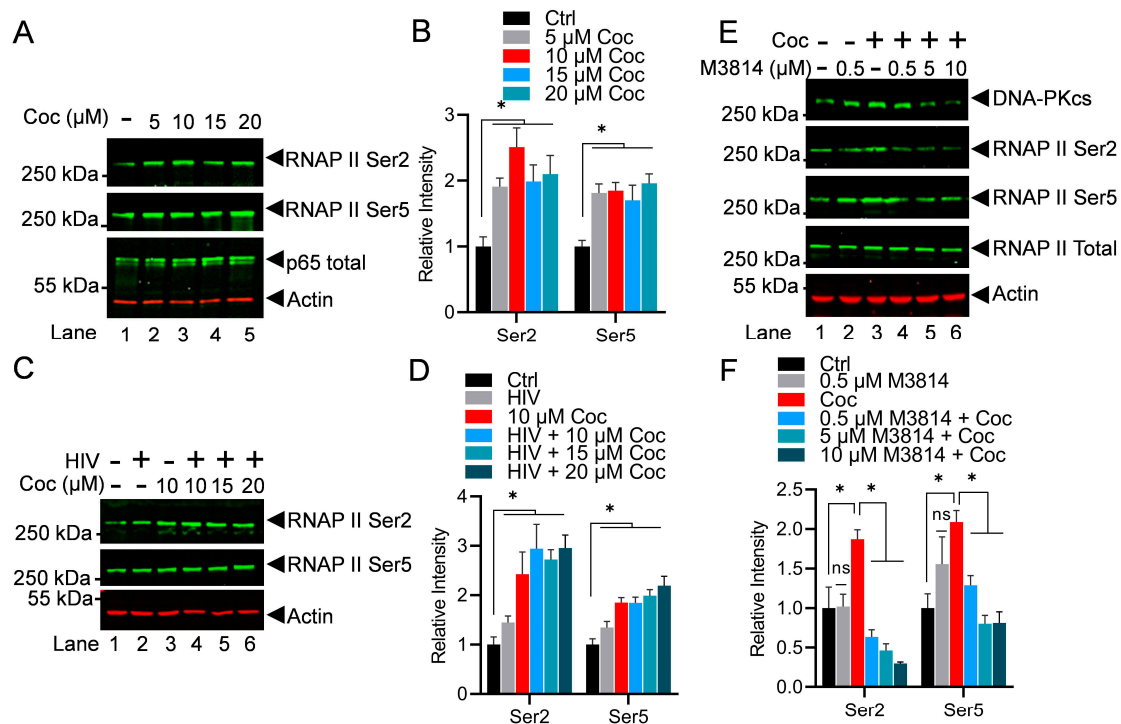 A
Coc (µM) – 5 10 15 20
RNAP II Ser2
250 kDa
RNAP II Ser5
250 kDa
p65 total
55 kDa
Actin
Lane 1 2 3 4 5
B
Ctrl
5 µM Coc
10 µM Coc
15 µM Coc
20 µM Coc
Relative Intensity
3
2
1
0
*
*
Ser2 Ser5
C
HIV – + – + + +
Coc (µM) – – 10 10 15 20
RNAP II Ser2
250 kDa
RNAP II Ser5
250 kDa
55 kDa
Actin
Lane 1 2 3 4 5 6
D
Ctrl
HIV
10 µM Coc
HIV + 10 µM Coc
HIV + 15 µM Coc
HIV + 20 µM Coc
Relative Intensity
4
3
2
1
0
*
*
Ser2 Ser5
E
Coc – – + + + +
M3814 (µM) – 0.5 – 0.5 5 10
DNA-PKcs
250 kDa
RNAP II Ser2
250 kDa
RNAP II Ser5
250 kDa
RNAP II Total
250 kDa
55 kDa
Actin
Lane 1 2 3 4 5 6
F
Ctrl
0.5 µM M3814
Coc
0.5 µM M3814 + Coc
5 µM M3814 + Coc
10 µM M3814 + Coc
Relative Intensity
2.5
2.0
1.5
1.0
0.5
0.0
* * * *
ns ns
Ser2 Ser5